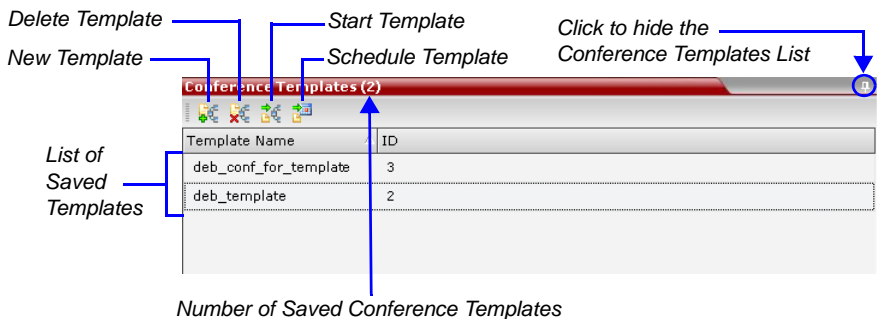 Delete Template
Start Template
Click to hide the
New Template
Schedule Template
Conference Templates List
Conference Templates (2)
Template Name
ID
List of
Saved
Templates
deb_conf_for_template
3
deb_template
2
Number of Saved Conference Templates